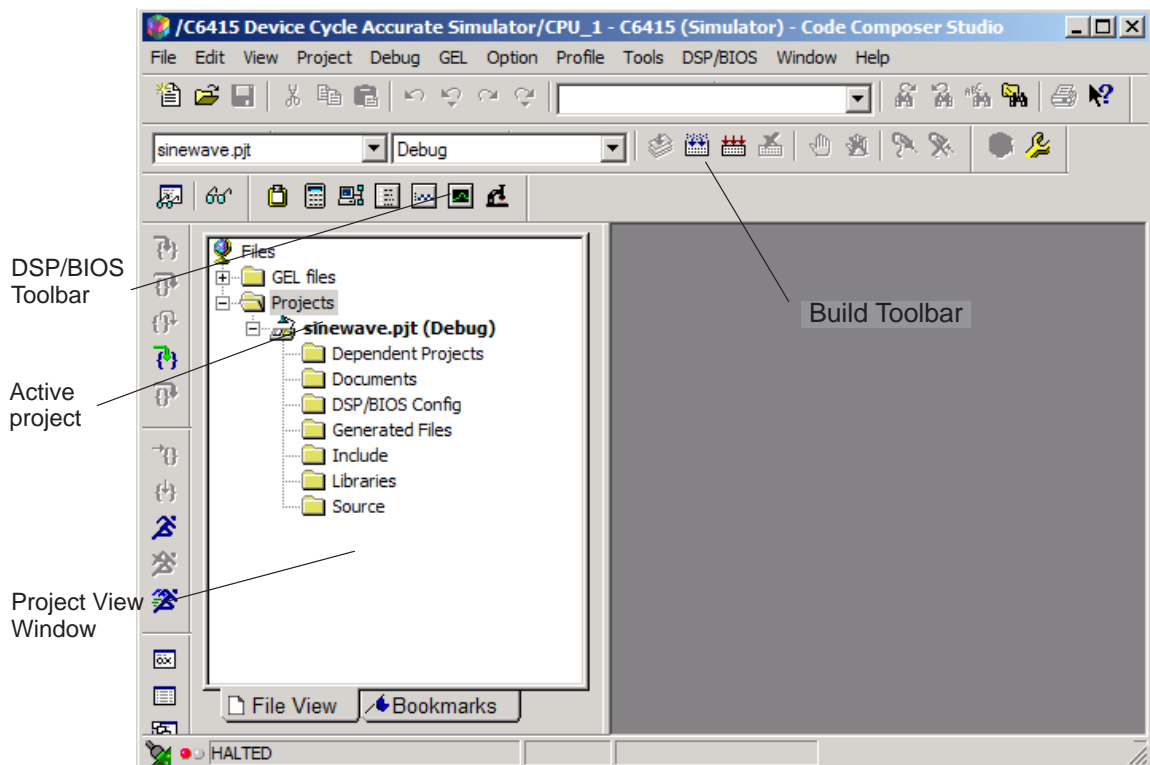 /C6415 Device Cycle Accurate Simulator/CPU_1 - C6415 (Simulator) - Code Composer Studio
File Edit View Project Debug GEL Option Profile Tools DSP/BIOS Window Help
sinewave.pjt Debug
DSP/BIOS
Toolbar
Active
project
Project View
Window
Build Toolbar
Files
GEL files
Projects
sinewave.pjt (Debug)
Dependent Projects
Documents
DSP/BIOS Config
Generated Files
Include
Libraries
Source
File View Bookmarks
HALTED